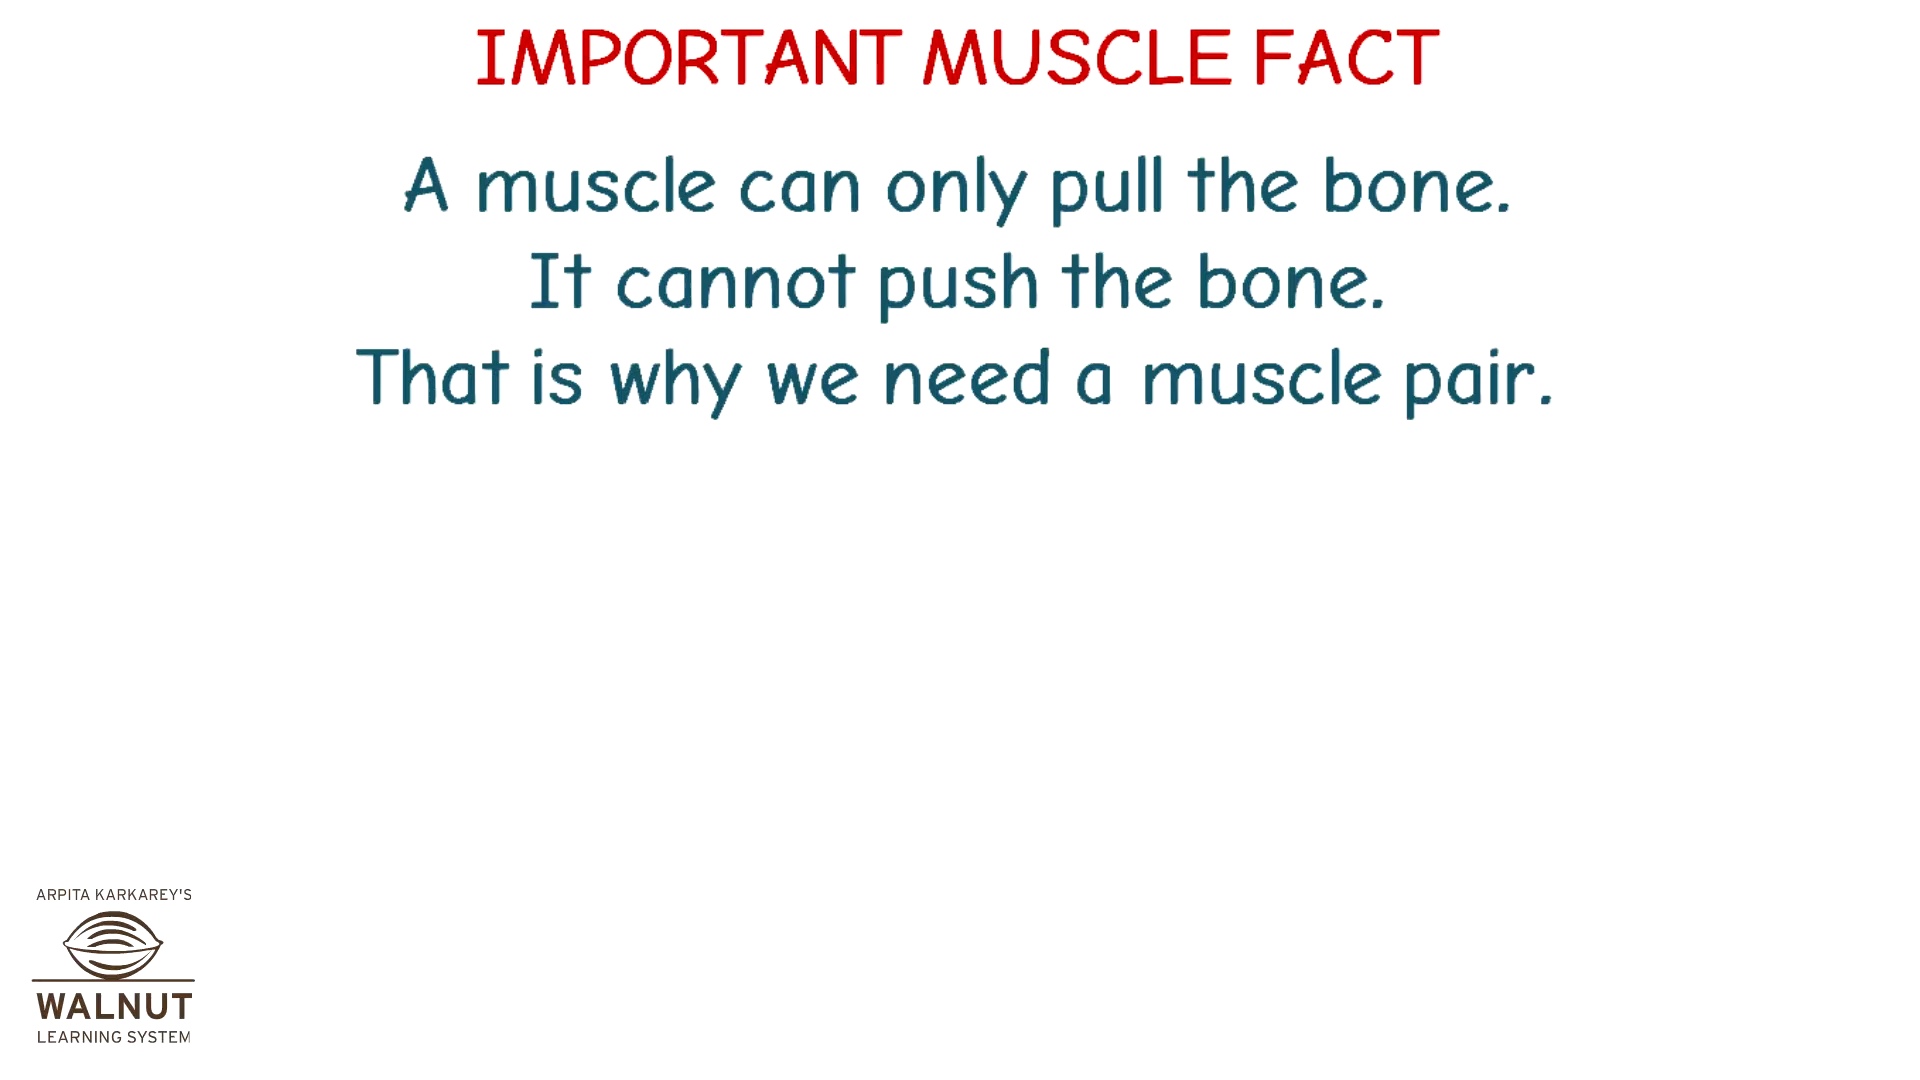 IMPORTANT MUSCLE FACT
A muscle can only pull the bone.
It cannot push the bone.
That is why we need a muscle pair.
ARPITA KARKAREY'S
WALNUT
LEARNING SYSTEM